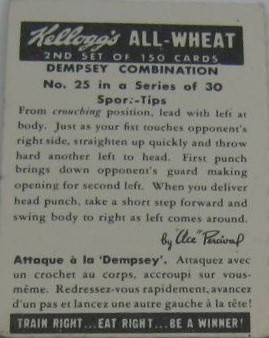 Kellogg's ALL-WHEAT
2ND SET OF 150 CARDS
DEMPSEY COMBINATION
No. 25 in a Series of 30
Sport-Tips
From crouching position, lead with left at
body. Just as your fist touches opponent's
right side, straighten up quickly and throw
hard another left to head. First punch
brings down opponent's guard making
opening for second left. When you deliver
head punch, take a short step forward and
swing body to right as left comes around.
by "Ace" Percival
Attaque à la 'Dempsey'. Attaquez avec
un crochet au corps, accroupi sur vous-
même. Redressez-vous rapidement, avancez
d'un pas et lancez une autre gauche à la tête!
TRAIN RIGHT...EAT RIGHT...BE A WINNER!